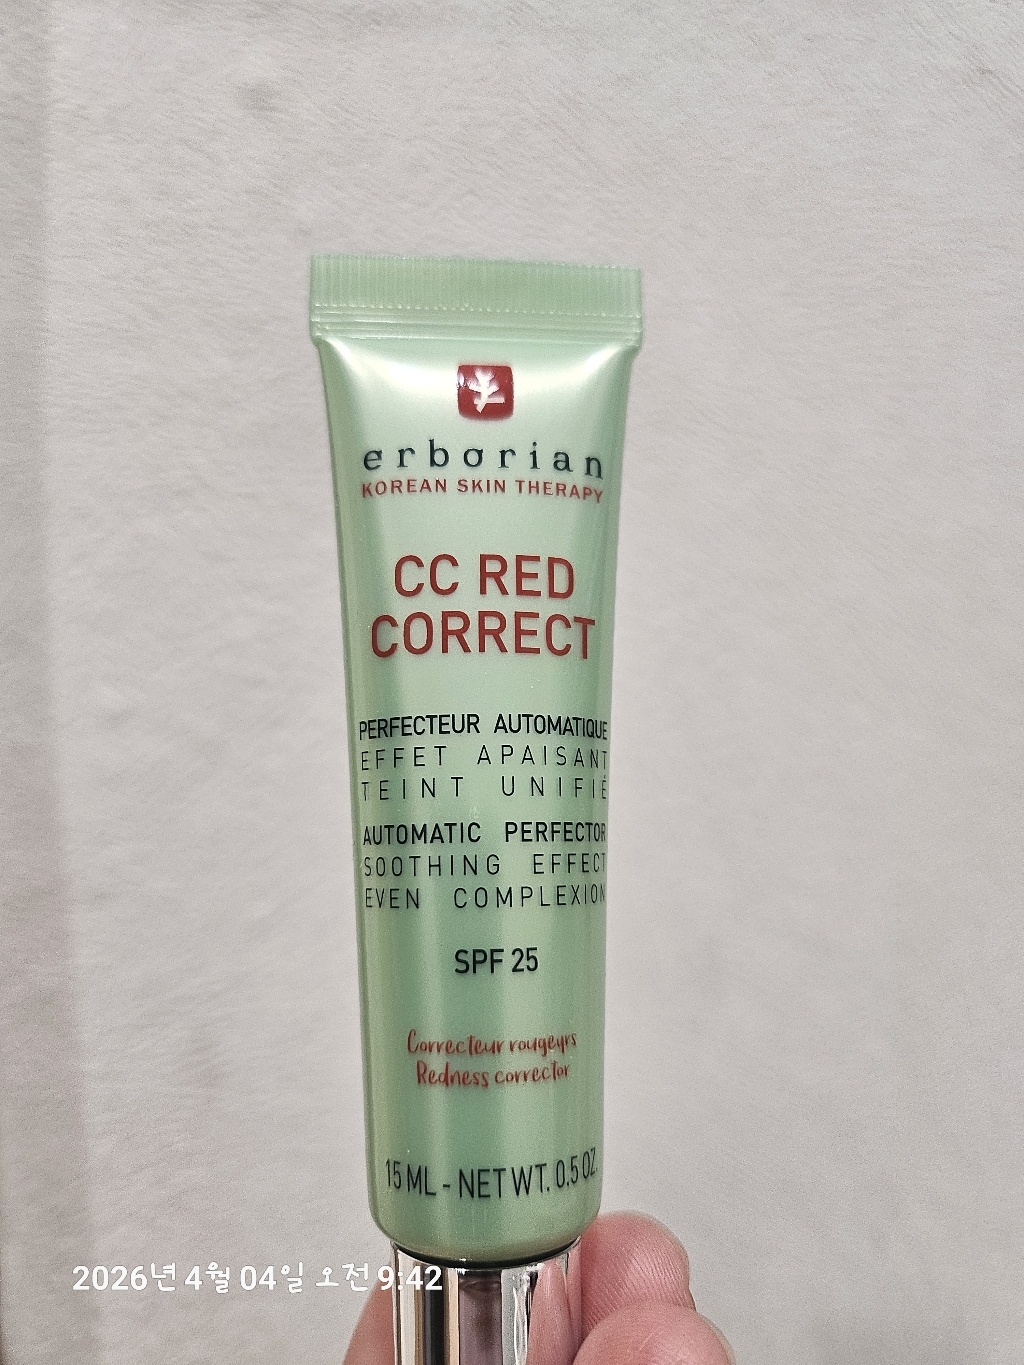 erborian
KOREAN SKIN THERAPY
CC RED
CORRECT
PERFECTEUR AUTOMATIQUE
EFFET APAISANT
TEINT UNIFIÉ
AUTOMATIC PERFECTOR
SOOTHING EFFECT
EVEN COMPLEXION
SPF 25
Correcteur rougeurs
Redness corrector
15 ML - NET WT. 0.5 OZ.
2026년 4월 04일 오전 9:42